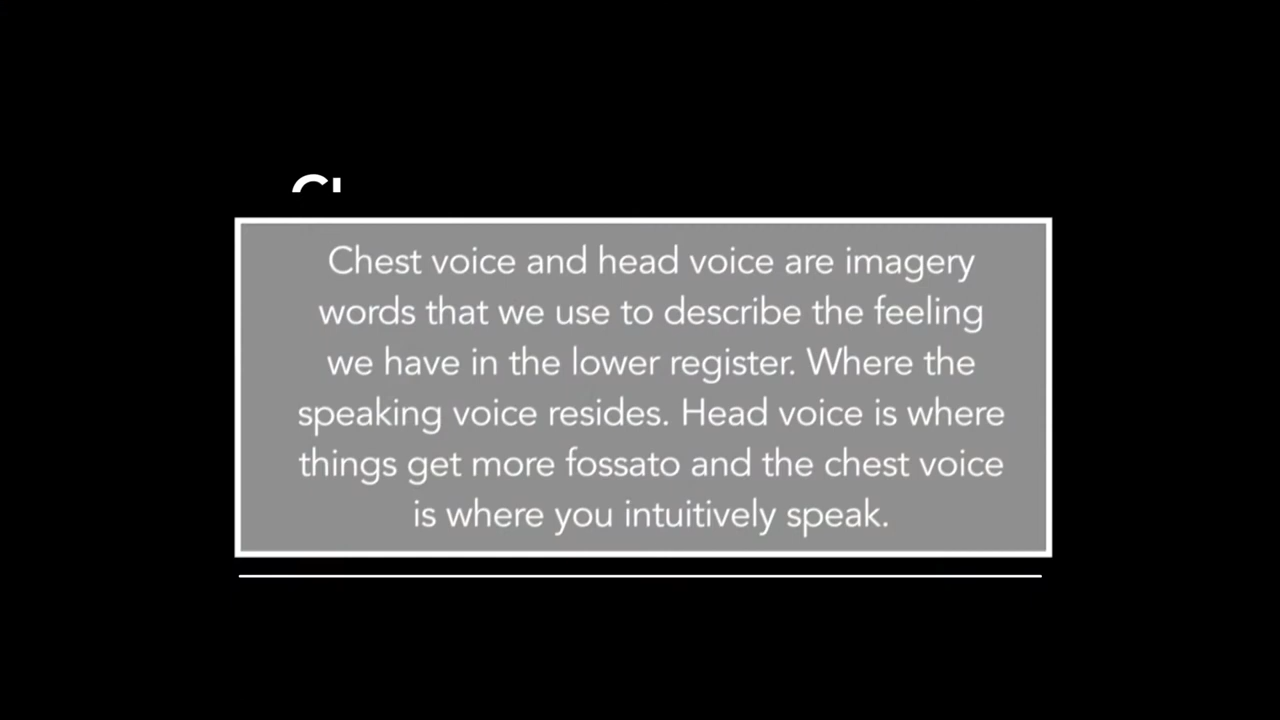 Chest voice and head voice are imagery
words that we use to describe the feeling
we have in the lower register. Where the
speaking voice resides. Head voice is where
things get more fossato and the chest voice
is where you intuitively speak.